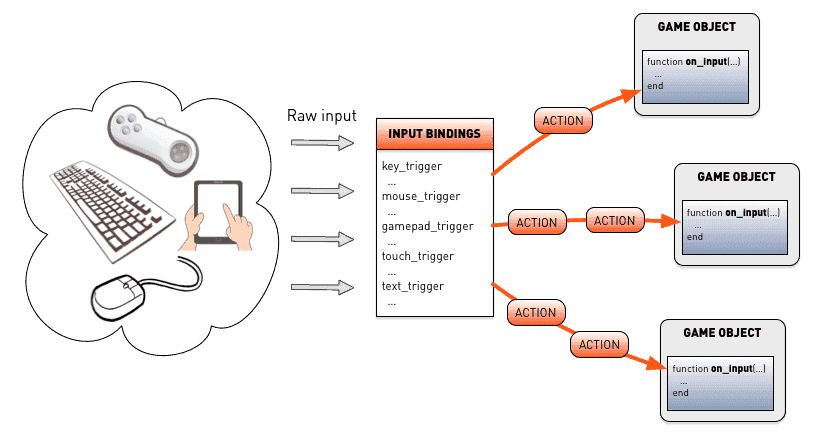 Raw input
INPUT BINDINGS
key_trigger
...
mouse_trigger
...
gamepad_trigger
...
touch_trigger
...
text_trigger
...
ACTION
GAME OBJECT
function on_input(...)
...
end
ACTION
ACTION
GAME OBJECT
function on_input(...)
...
end
ACTION
ACTION
GAME OBJECT
function on_input(...)
...
end